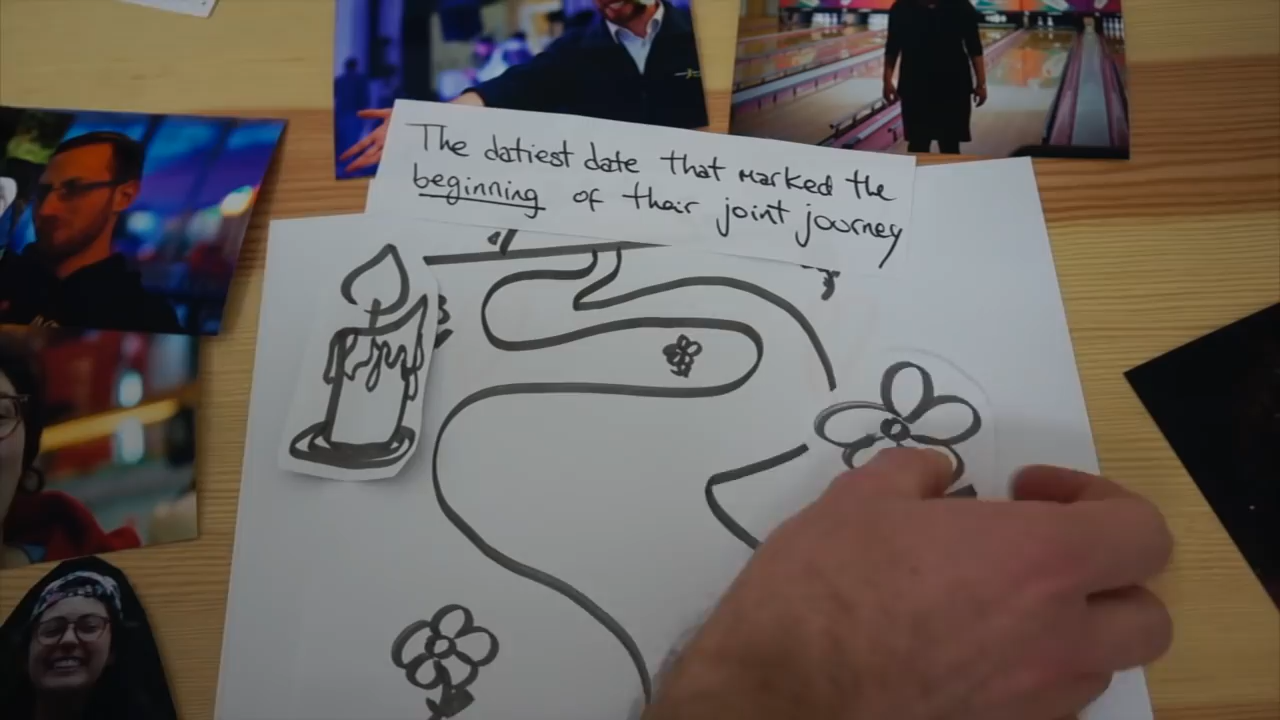 The datiest date that marked the
beginning of their joint journey